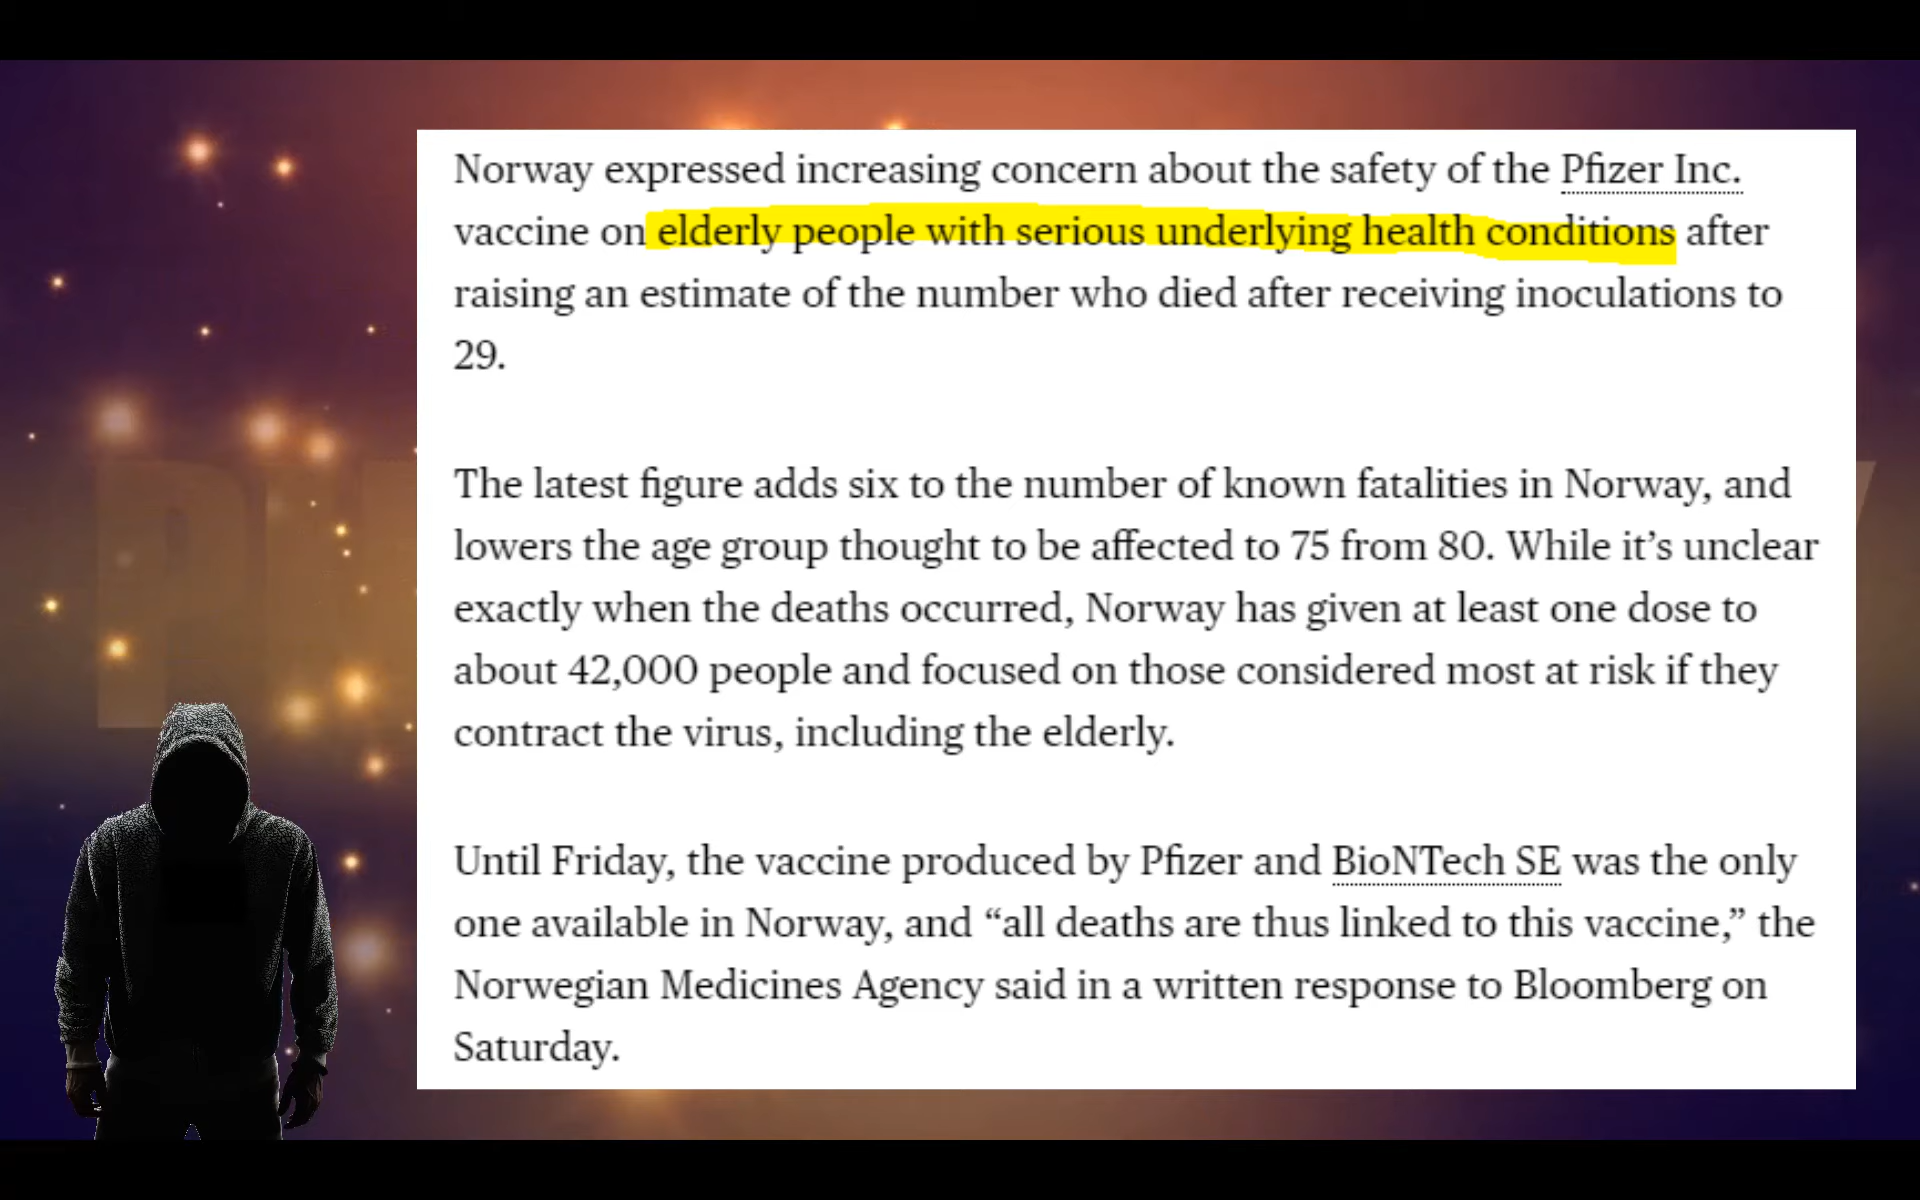 Norway expressed increasing concern about the safety of the Pfizer Inc.
vaccine on elderly people with serious underlying health conditions after
raising an estimate of the number who died after receiving inoculations to
29.
The latest figure adds six to the number of known fatalities in Norway, and
lowers the age group thought to be affected to 75 from 80. While it’s unclear
exactly when the deaths occurred, Norway has given at least one dose to
about 42,000 people and focused on those considered most at risk if they
contract the virus, including the elderly.
Until Friday, the vaccine produced by Pfizer and BioNTech SE was the only
one available in Norway, and “all deaths are thus linked to this vaccine,” the
Norwegian Medicines Agency said in a written response to Bloomberg on
Saturday.